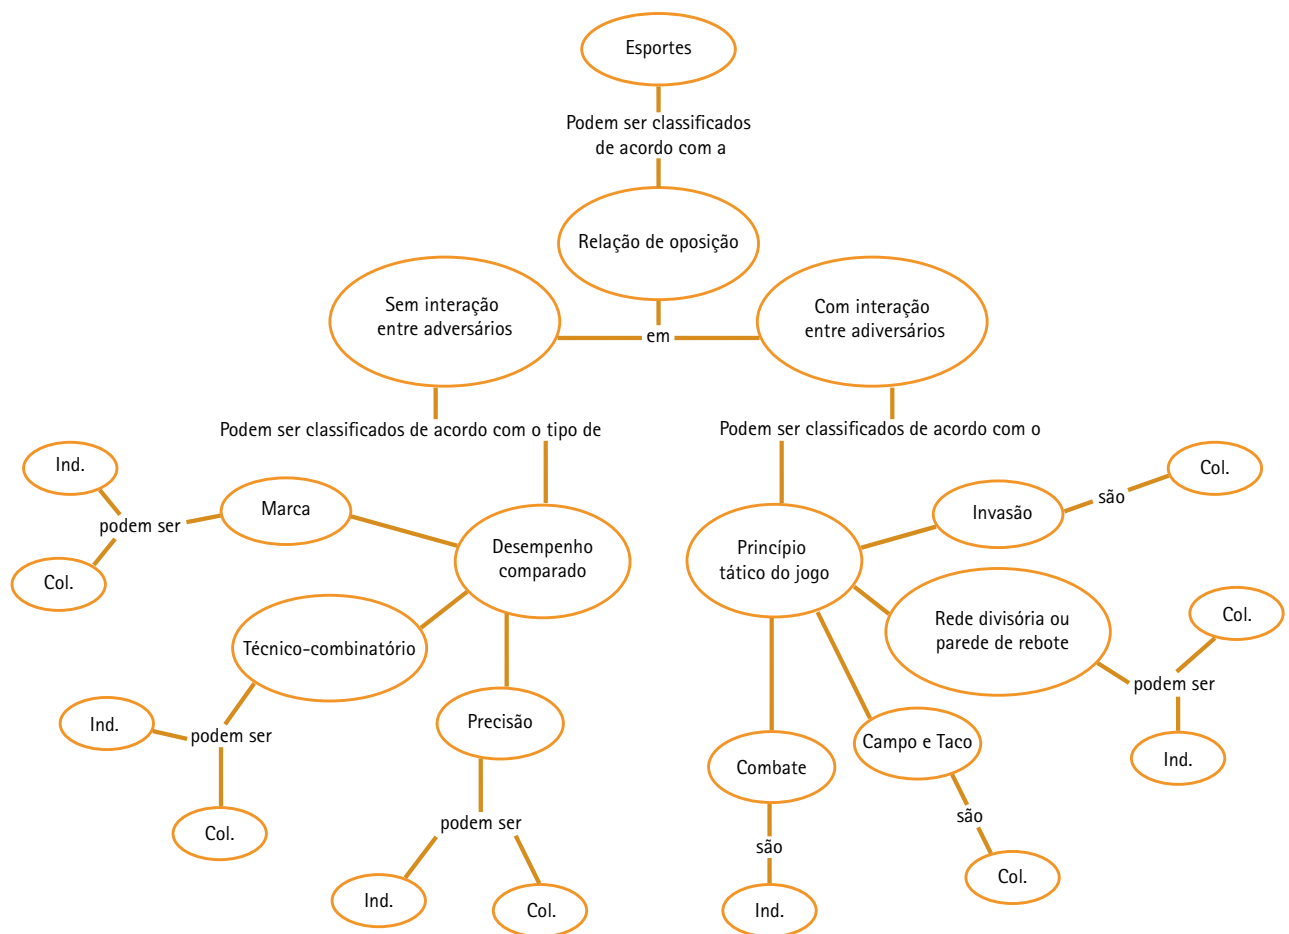 Esportes
Podem ser classificados
de acordo com a
Relação de oposição
Sem interação
entre adversários
em
Com interação
entre adiversários
Podem ser classificados de acordo com o tipo de
Podem ser classificados de acordo com o
Ind.
podem ser
Col.
Marca
Desempenho
comparado
Técnico-combinatório
Ind.
podem ser
Col.
Precisão
podem ser
Ind.
Col.
Princípio
tático do jogo
Invasão
são
Col.
Rede divisória ou
parede de rebote
podem ser
Col.
Ind.
Campo e Taco
são
Col.
Combate
são
Ind.